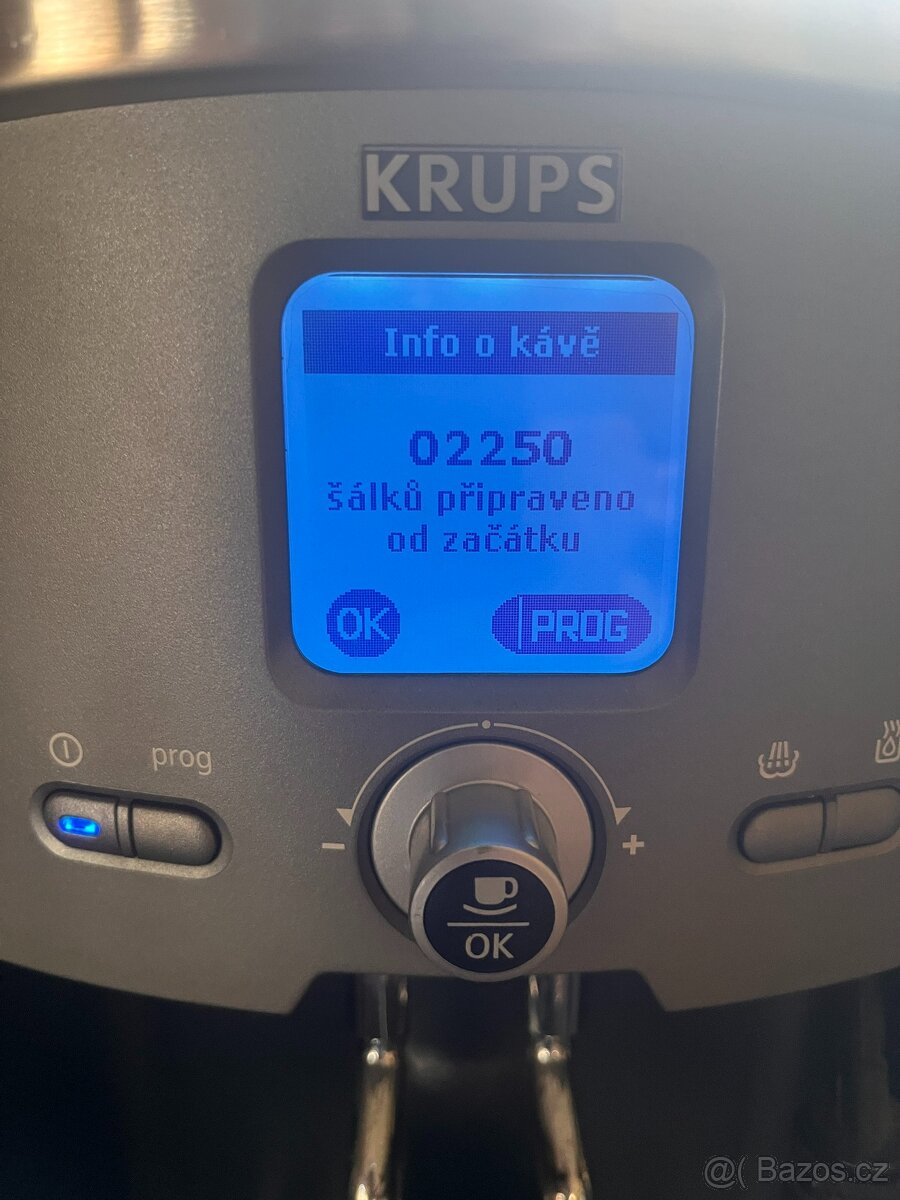 KRUPS
Info o kávě
02250
šálků připraveno
od začátku
OK PROG
prog
− +
OK
@( Bazos.cz